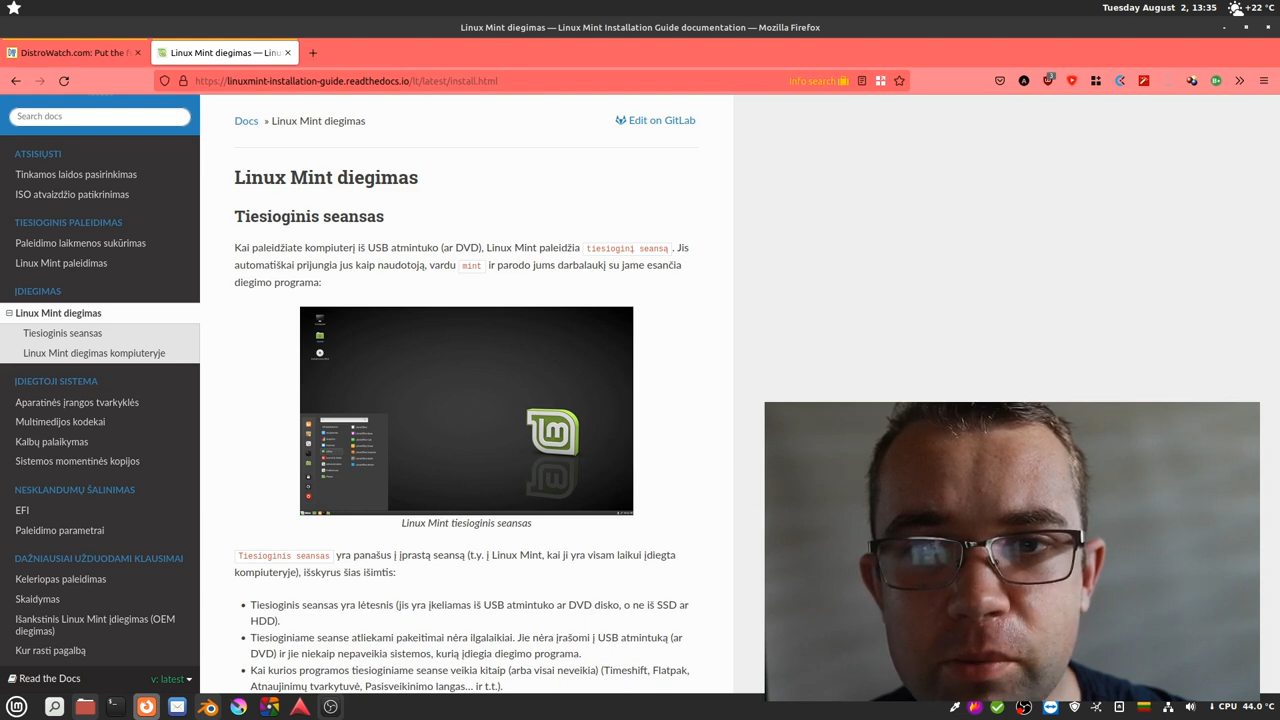 Tuesday August  2, 13:35
+22 °C
Linux Mint diegimas — Linux Mint Installation Guide documentation — Mozilla Firefox
DistroWatch.com: Put the
Linux Mint diegimas — Linu
https://linuxmint-installation-guide.readthedocs.io/lt/latest/install.html
Info search
Search docs
Docs » Linux Mint diegimas
Edit on GitLab
ATSISIŲSTI
Tinkamos laidos pasirinkimas
ISO atvaizdžio patikrinimas
TIESIOGINIS PALEIDIMAS
Paleidimo laikmenos sukūrimas
Linux Mint paleidimas
ĮDIEGIMAS
Linux Mint diegimas
Tiesioginis seansas
Linux Mint diegimas kompiuteryje
ĮDIEGTOJI SISTEMA
Aparatinės įrangos tvarkyklės
Multimedijos kodekai
Kalbų palaikymas
Sistemos momentinės kopijos
NESKLANDUMŲ ŠALINIMAS
EFI
Paleidimo parametrai
DAŽNIAUSIAI UŽDUODAMI KLAUSIMAI
Keleriopas paleidimas
Skaidymas
Išankstinis Linux Mint įdiegimas (OEM
diegimas)
Kur rasti pagalbą
Read the Docs
v: latest
Linux Mint diegimas
Tiesioginis seansas
Kai paleidžiate kompiuterį iš USB atmintuko (ar DVD), Linux Mint paleidžia tiesioginį seansą. Jis
automatiškai prijungia jus kaip naudotoją, vardu mint ir parodo jums darbalaukį su jame esančia
diegimo programa:
Linux Mint tiesioginis seansas
Tiesioginis seansas yra panašus į įprastą seansą (t.y. į Linux Mint, kai ji yra visam laikui įdiegta
kompiuteryje), išskyrus šias išimtis:
• Tiesioginis seansas yra lėtesnis (jis yra įkeliamas iš USB atmintuko ar DVD disko, o ne iš SSD ar
HDD).
• Tiesioginiame seanse atliekami pakeitimai nėra ilgalaikiai. Jie nėra įrašomi į USB atmintuką (ar
DVD) ir jie niekaip nepaveikia sistemos, kurią įdiegia diegimo programa.
• Kai kurios programos tiesioginiame seanse veikia kitaip (arba visai neveikia) (Timeshift, Flatpak,
Atnaujinimų tvarkytuvė, Pasisveikinimo langas... ir t.t.).
CPU 44.0°C